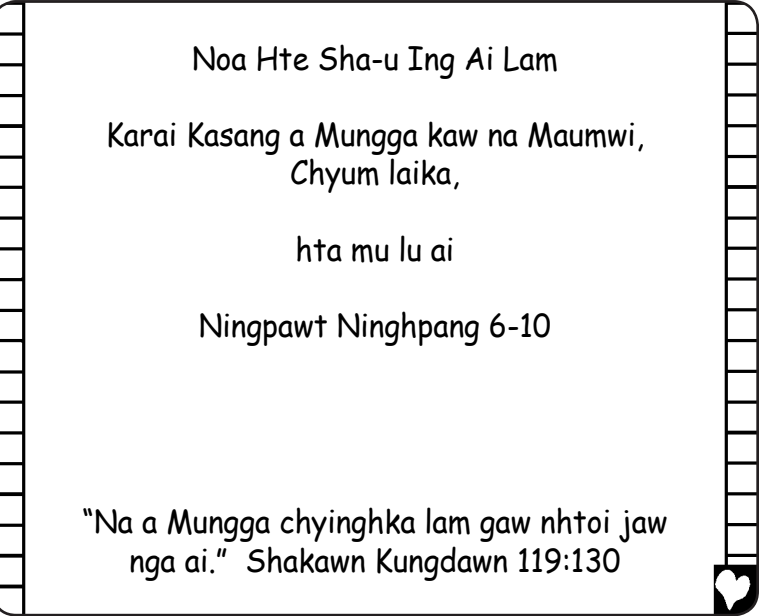 Noa Hte Sha-u Ing Ai Lam
Karai Kasang a Mungga kaw na Maumwi,
Chyum laika,
hta mu lu ai
Ningpawt Ninghpang 6-10
“Na a Mungga chyinghka lam gaw nhtoi jaw
nga ai.”  Shakawn Kungdawn 119:130